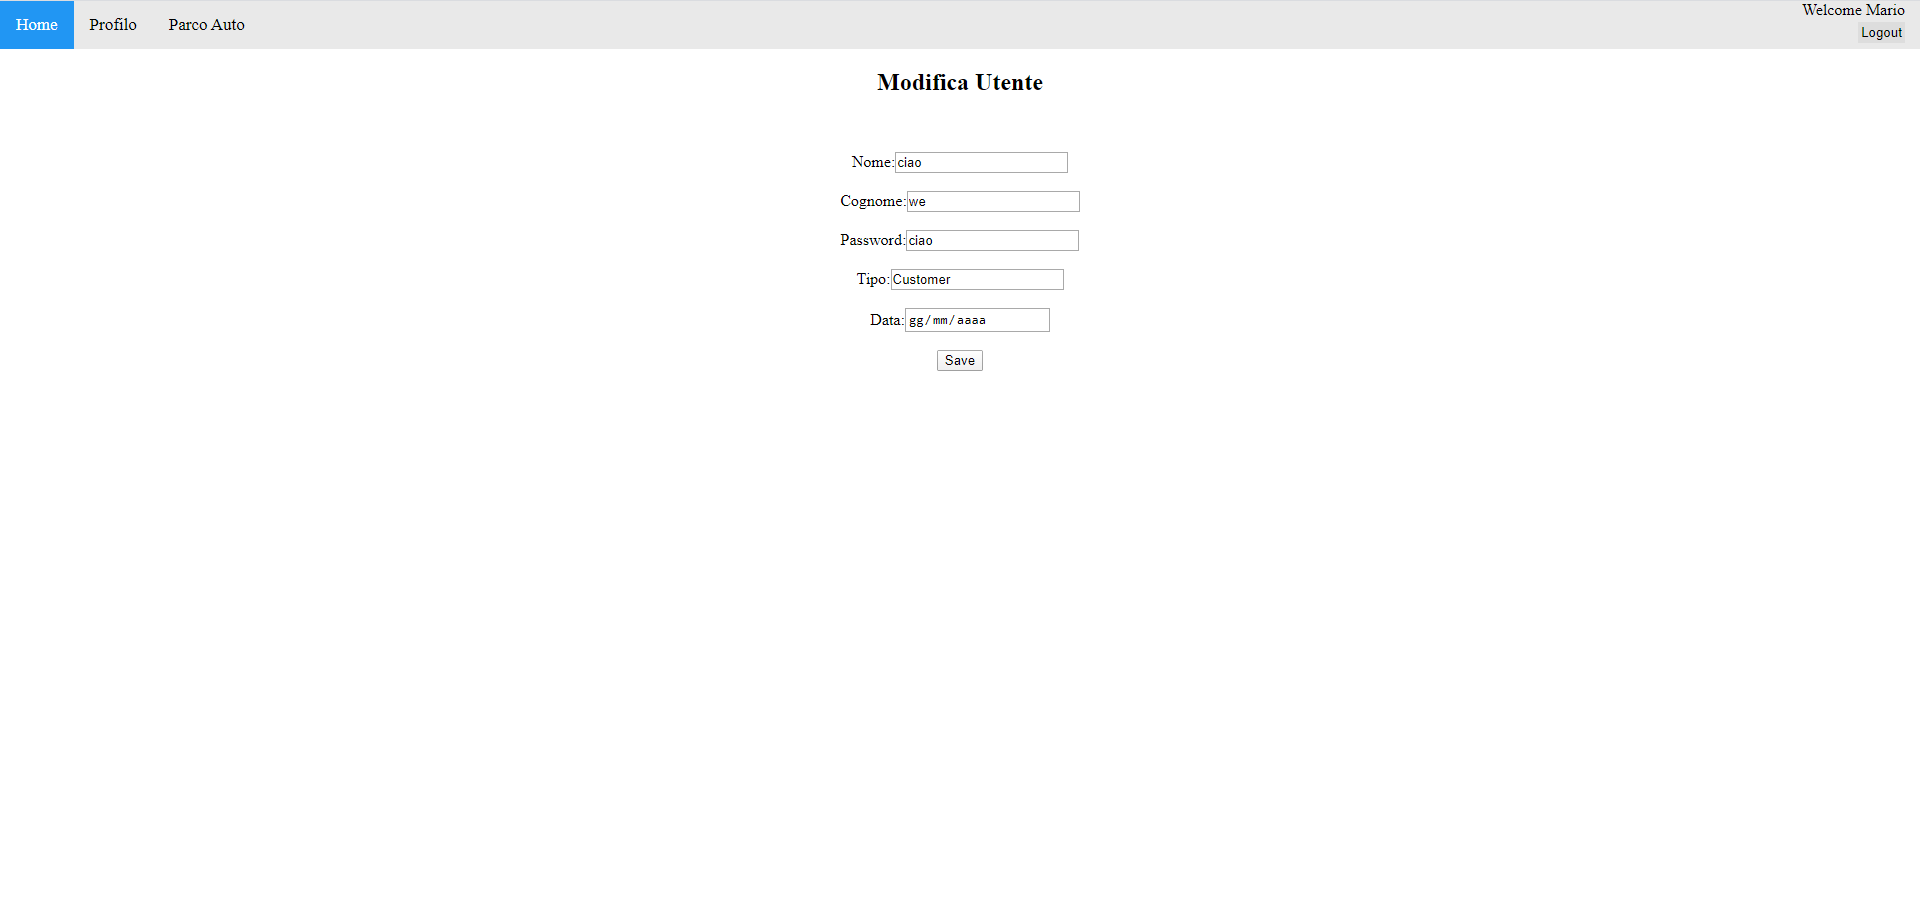 Home Profilo Parco Auto Welcome Mario
Logout
Modifica Utente
Nome:ciao
Cognome:we
Password:ciao
Tipo:Customer
Data:gg/mm/aaaa
Save